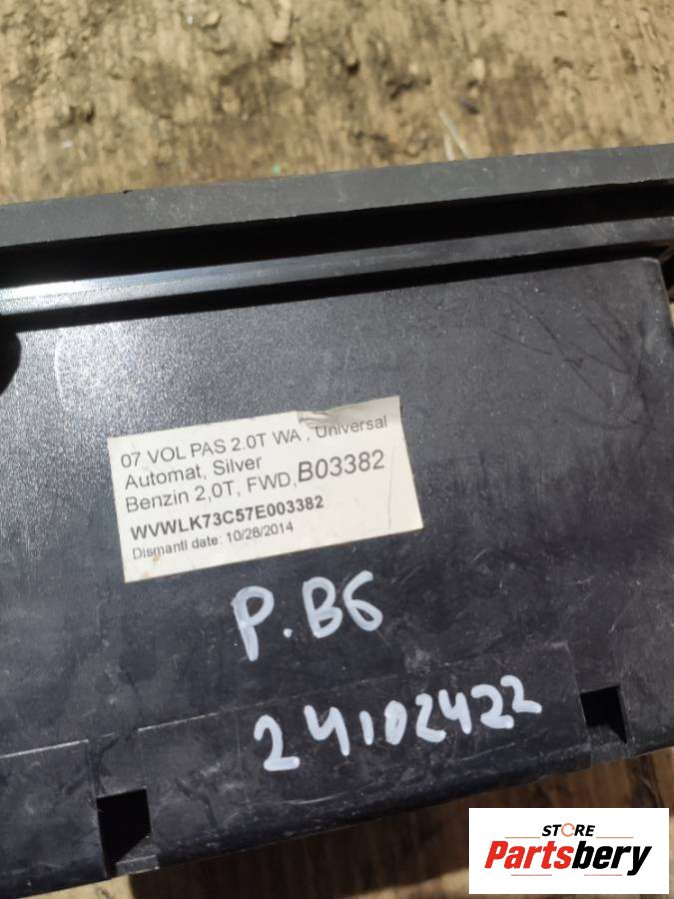 07 VOL PAS 2.0T WA , Universal
Automat, Silver
Benzin 2,0T, FWD, B03382
WVWLK73C57E003382
Dismantl date: 10/28/2014
P.B6
24102422
STORE
Partsbery